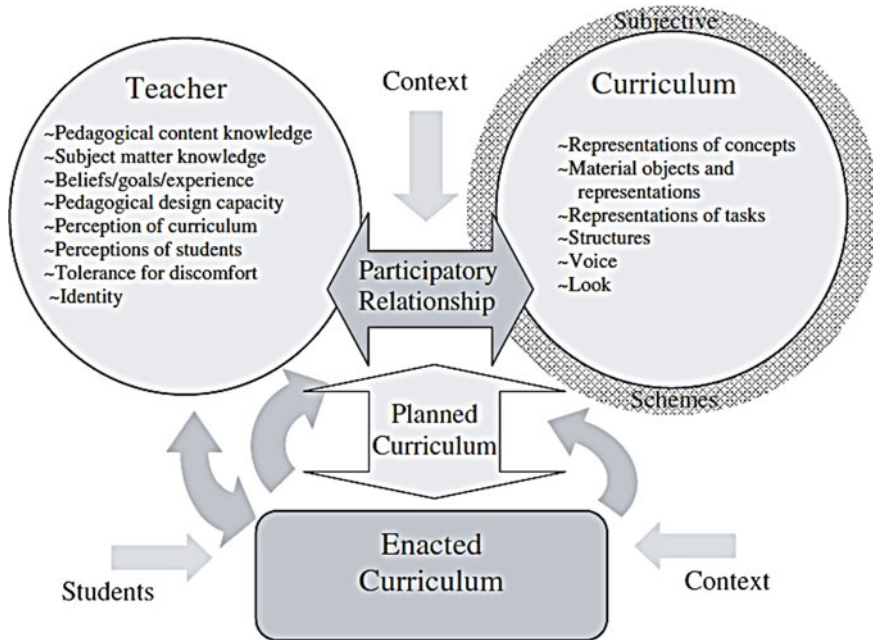 Subjective
Teacher
~Pedagogical content knowledge
~Subject matter knowledge
~Beliefs/goals/experience
~Pedagogical design capacity
~Perception of curriculum
~Perceptions of students
~Tolerance for discomfort
~Identity
Context
Curriculum
~Representations of concepts
~Material objects and
representations
~Representations of tasks
~Structures
~Voice
~Look
Participatory
Relationship
Schemes
Planned
Curriculum
Enacted
Curriculum
Students
Context